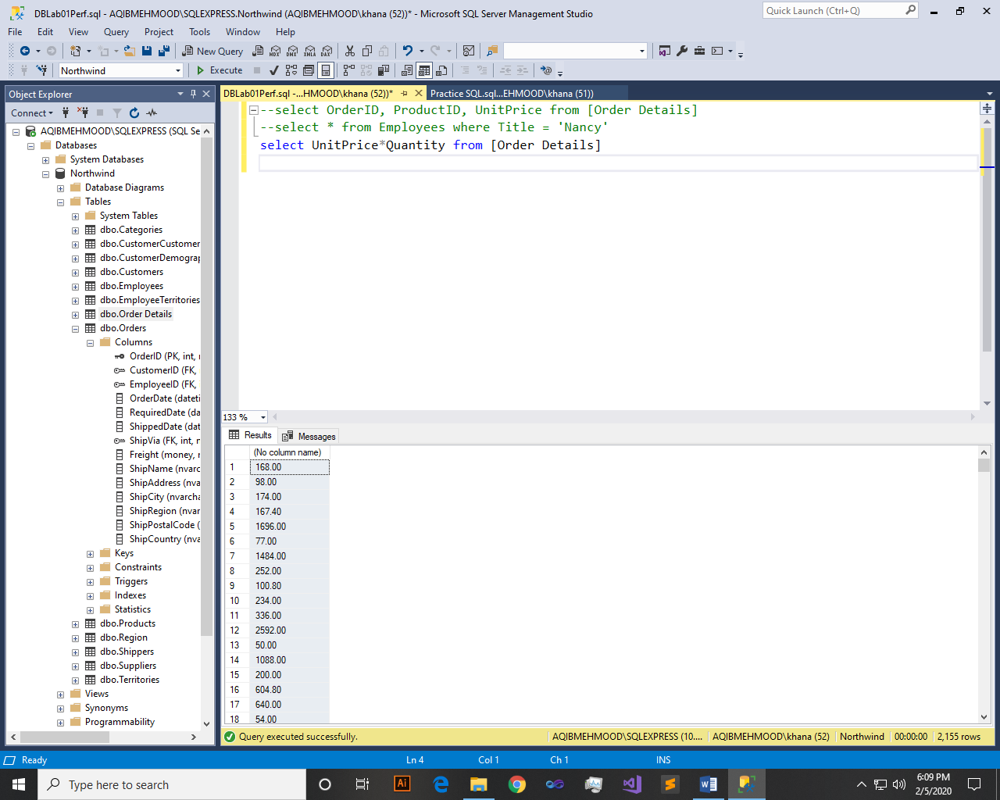 DBLab01Perf.sql - AQIBMEHMOOD\SQLEXPRESS.Northwind (AQIBMEHMOOD\khana (52))* - Microsoft SQL Server Management Studio
Quick Launch (Ctrl+Q)
File Edit View Query Project Tools Window Help
New Query
MDX DMX XMLA DAX
Northwind
Execute
Object Explorer
Connect
AQIBMEHMOOD\SQLEXPRESS (SQL Se
Databases
System Databases
Northwind
Database Diagrams
Tables
System Tables
dbo.Categories
dbo.CustomerCustomer
dbo.CustomerDemograp
dbo.Customers
dbo.Employees
dbo.EmployeeTerritories
dbo.Order Details
dbo.Orders
Columns
OrderID (PK, int, n
CustomerID (FK,
EmployeeID (FK,
OrderDate (dateti
RequiredDate (da
ShippedDate (dat
ShipVia (FK, int, n
Freight (money, n
ShipName (nvarc
ShipAddress (nva
ShipCity (nvarcha
ShipRegion (nvar
ShipPostalCode (
ShipCountry (nva
Keys
Constraints
Triggers
Indexes
Statistics
dbo.Products
dbo.Region
dbo.Shippers
dbo.Suppliers
dbo.Territories
Views
Synonyms
Programmability
DBLab01Perf.sql -...HMOOD\khana (52))*
Practice SQL.sql...EHMOOD\khana (51))
--select OrderID, ProductID, UnitPrice from [Order Details]
--select * from Employees where Title = 'Nancy'
select UnitPrice*Quantity from [Order Details]
133 %
Results Messages
(No column name)
1 168.00
2 98.00
3 174.00
4 167.40
5 1696.00
6 77.00
7 1484.00
8 252.00
9 100.80
10 234.00
11 336.00
12 2592.00
13 50.00
14 1088.00
15 200.00
16 604.80
17 640.00
18 54.00
Query executed successfully.
AQIBMEHMOOD\SQLEXPRESS (10.... AQIBMEHMOOD\khana (52) Northwind 00:00:00 2,155 rows
Ready Ln 4 Col 1 Ch 1 INS
Type here to search
Ai
6:09 PM
2/5/2020